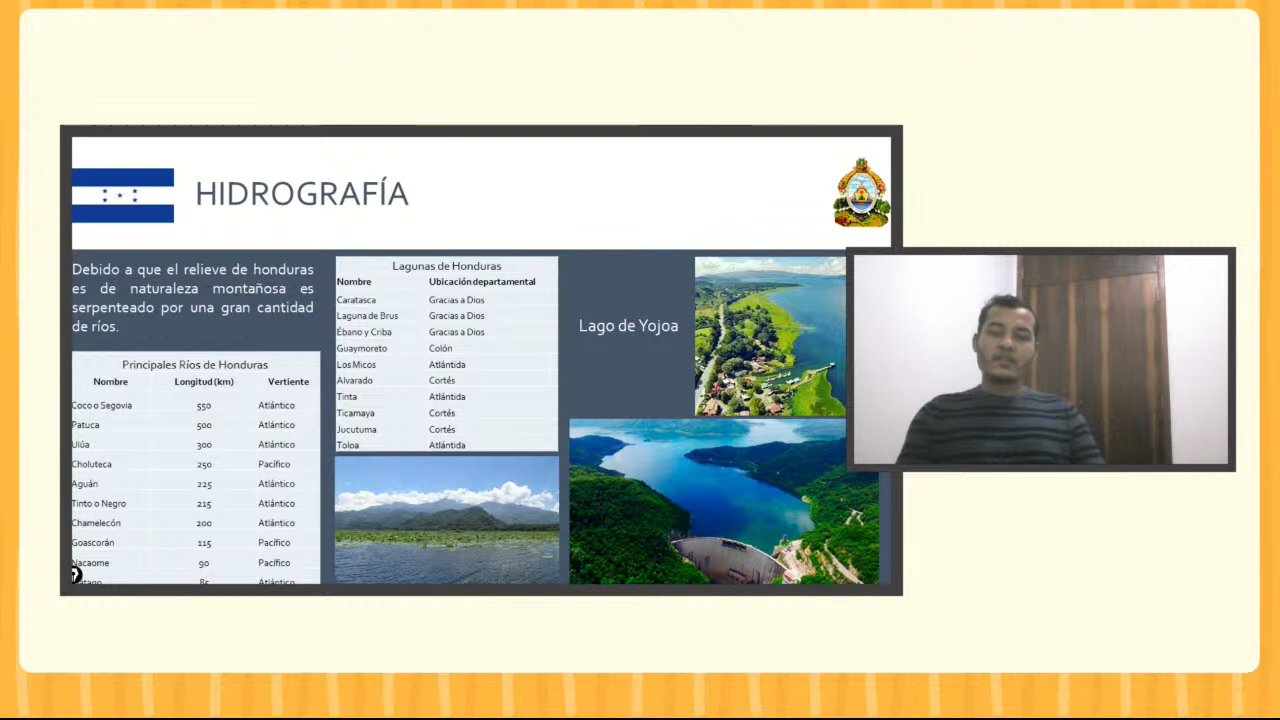 HIDROGRAFÍA
Debido a que el relieve de honduras
es de naturaleza montañosa es
serpenteado por una gran cantidad
de ríos.
Principales Ríos de Honduras
Nombre Longitud (km) Vertiente
Coco o Segovia 550 Atlántico
Patuca 500 Atlántico
Ulúa 300 Atlántico
Choluteca 250 Pacífico
Aguán 225 Atlántico
Tinto o Negro 215 Atlántico
Chamelecón 200 Atlántico
Goascorán 115 Pacífico
Nacaome 90 Pacífico
85 Atlántico
Lagunas de Honduras
Nombre Ubicación departamental
Caratasca Gracias a Dios
Laguna de Brus Gracias a Dios
Ébano y Criba Gracias a Dios
Guaymoreto Colón
Los Micos Atlántida
Alvarado Cortés
Tinta Atlántida
Ticamaya Cortés
Jucutuma Cortés
Toloa Atlántida
Lago de Yojoa